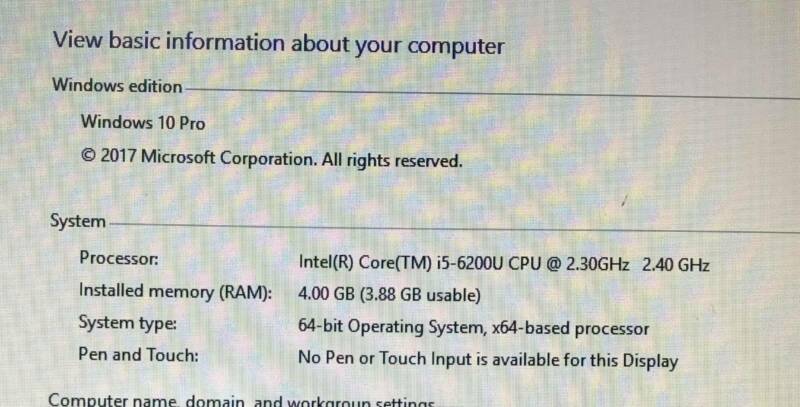 View basic information about your computer
Windows edition
Windows 10 Pro
© 2017 Microsoft Corporation. All rights reserved.
System
Processor: Intel(R) Core(TM) i5-6200U CPU @ 2.30GHz 2.40 GHz
Installed memory (RAM): 4.00 GB (3.88 GB usable)
System type: 64-bit Operating System, x64-based processor
Pen and Touch: No Pen or Touch Input is available for this Display
Computer name, domain, and workgroup settings